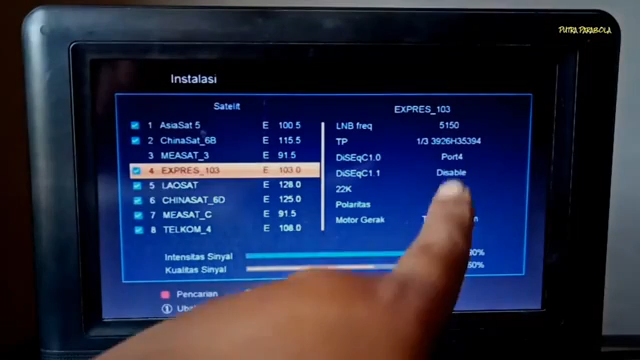 PUTRA PARABOLA
Instalasi
Satelit
1 AsiaSat 5 E 100.5
2 ChinaSat_6B E 115.5
3 MEASAT_3 E 91.5
4 EXPRES_103 E 103.0
5 LAOSAT E 128.0
6 CHINASAT_6D E 125.0
7 MEASAT_C E 91.5
8 TELKOM_4 E 108.0
EXPRES_103
LNB freq 5150
TP 1/3 3926H35394
DiSEqC1.0 Port4
DiSEqC1.1 Disable
22K
Polaritas
Motor Gerak
Intensitas Sinyal 90%
Kualitas Sinyal 60%
Pencarian